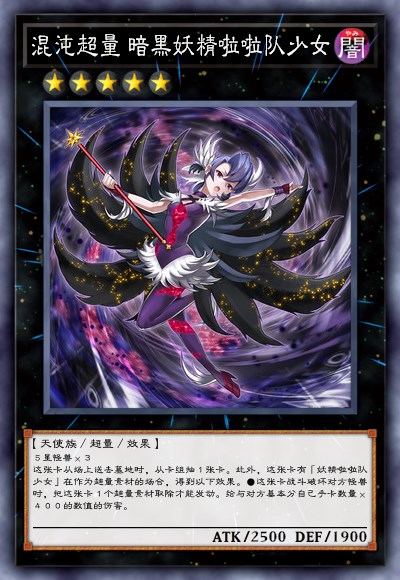 混沌超量 暗黑妖精啦啦队少女
やみ
闇
【天使族／超量／效果】
5星怪兽×3
这张卡从场上送去墓地时，从卡组抽1张卡。此外，这张卡有「妖精啦啦队
少女」在作为超量素材的场合，得到以下效果。●这张卡战斗破坏对方怪兽
时，把这张卡1个超量素材取除才能发动。给与对方基本分自己手卡数量×
400的数值的伤害。
ATK/2500 DEF/1900